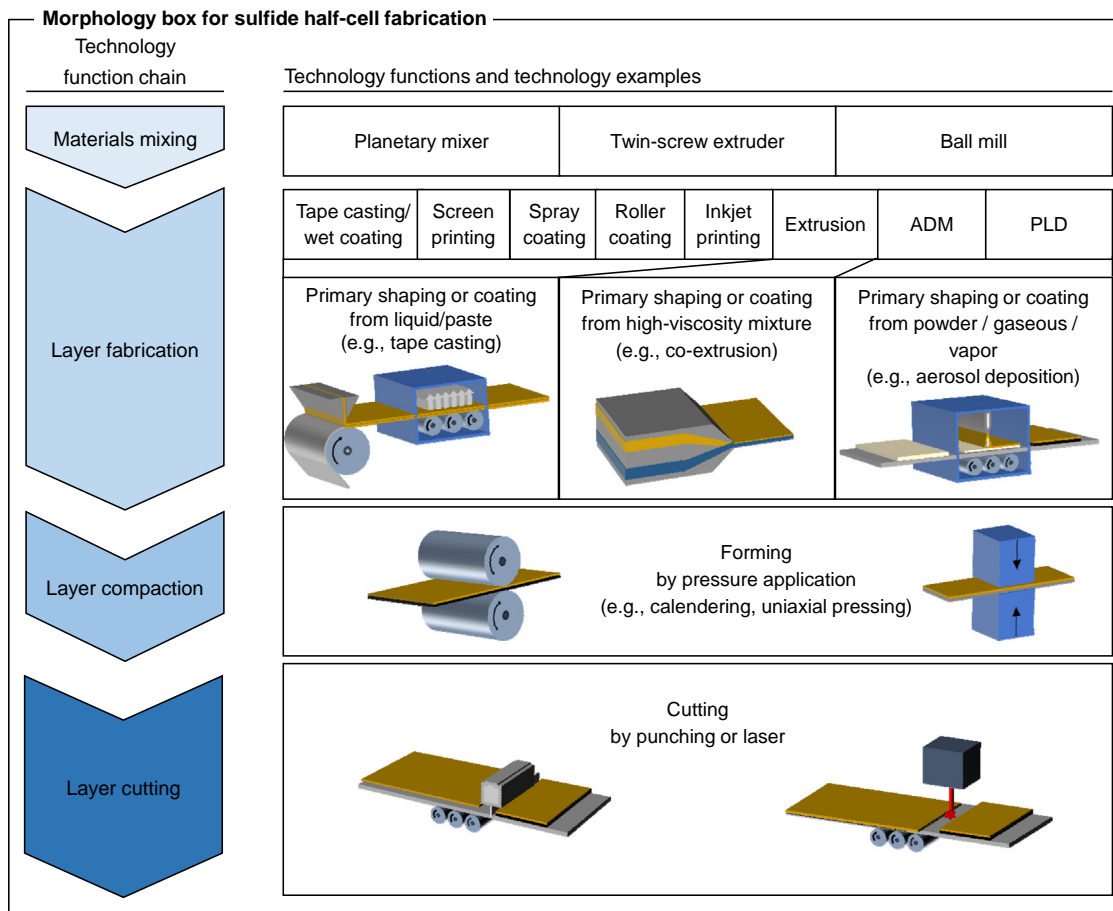 Morphology box for sulfide half-cell fabrication
Technology
function chain
Technology functions and technology examples
Materials mixing
Planetary mixer
Twin-screw extruder
Ball mill
Layer fabrication
Tape casting/
wet coating
Screen
printing
Spray
coating
Roller
coating
Inkjet
printing
Extrusion
ADM
PLD
Primary shaping or coating
from liquid/paste
(e.g., tape casting)
Primary shaping or coating
from high-viscosity mixture
(e.g., co-extrusion)
Primary shaping or coating
from powder / gaseous /
vapor
(e.g., aerosol deposition)
Layer compaction
Forming
by pressure application
(e.g., calendering, uniaxial pressing)
Layer cutting
Cutting
by punching or laser